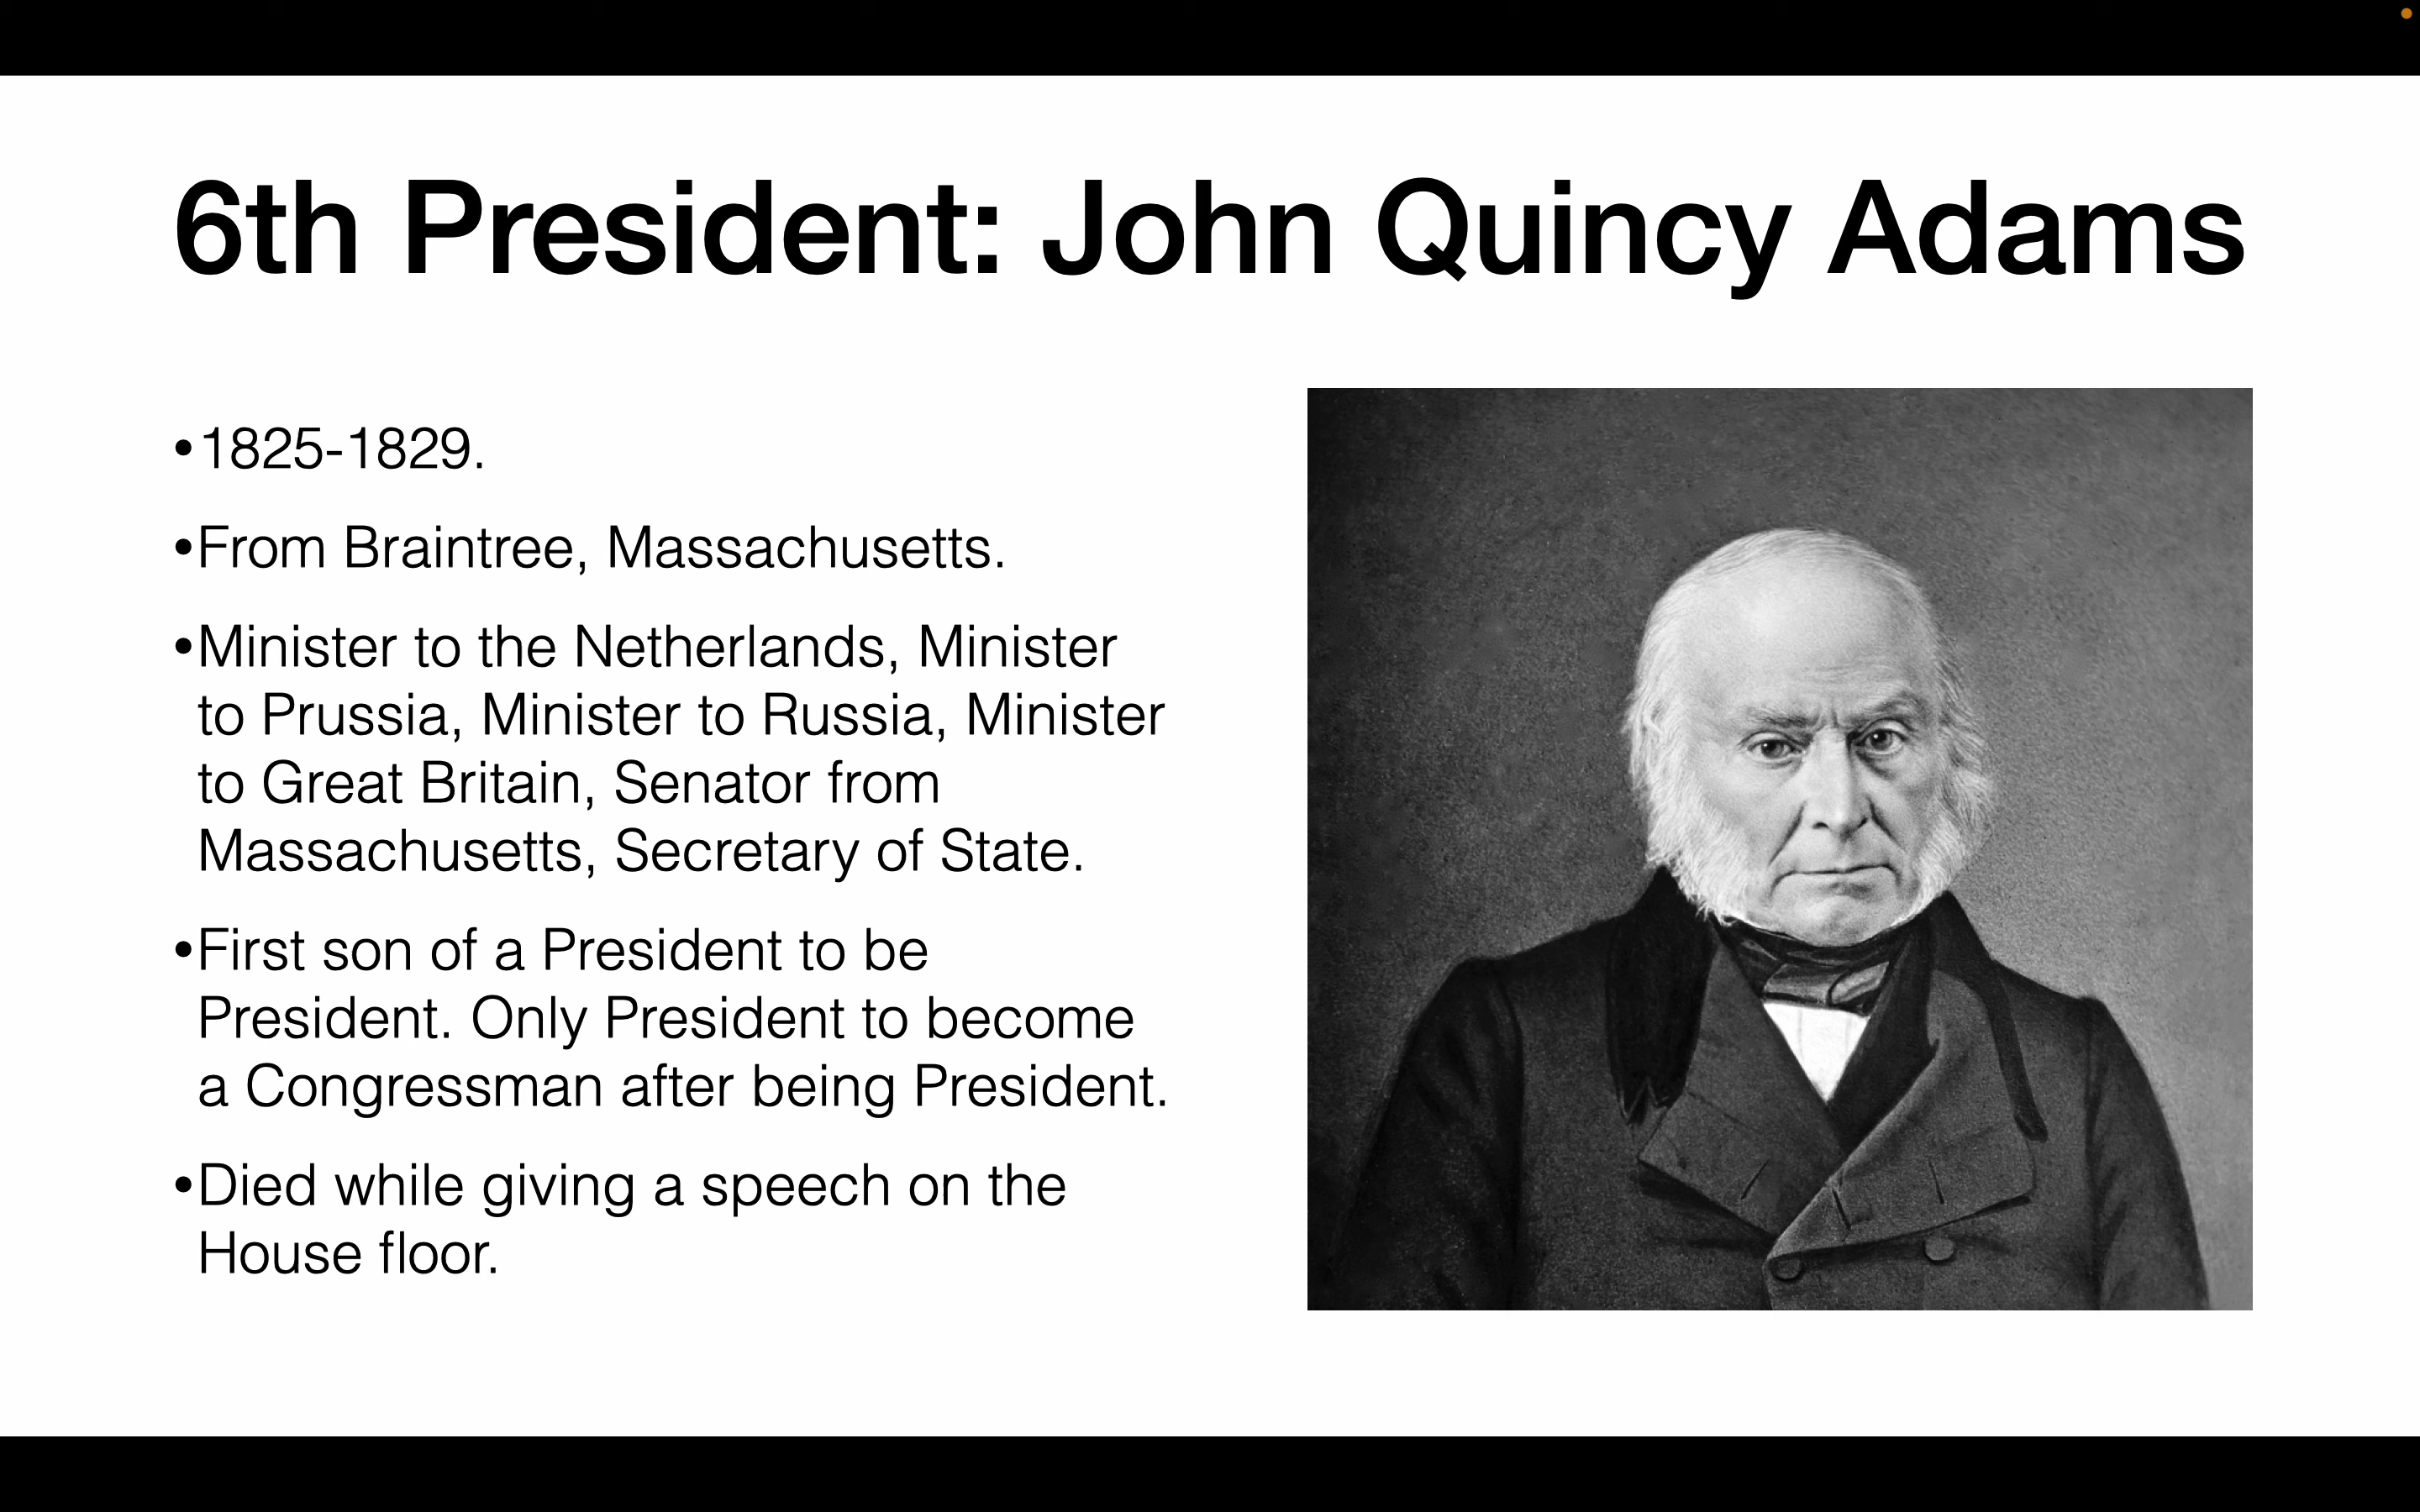 6th President: John Quincy Adams
•1825-1829.
•From Braintree, Massachusetts.
•Minister to the Netherlands, Minister
to Prussia, Minister to Russia, Minister
to Great Britain, Senator from
Massachusetts, Secretary of State.
•First son of a President to be
President. Only President to become
a Congressman after being President.
•Died while giving a speech on the
House floor.